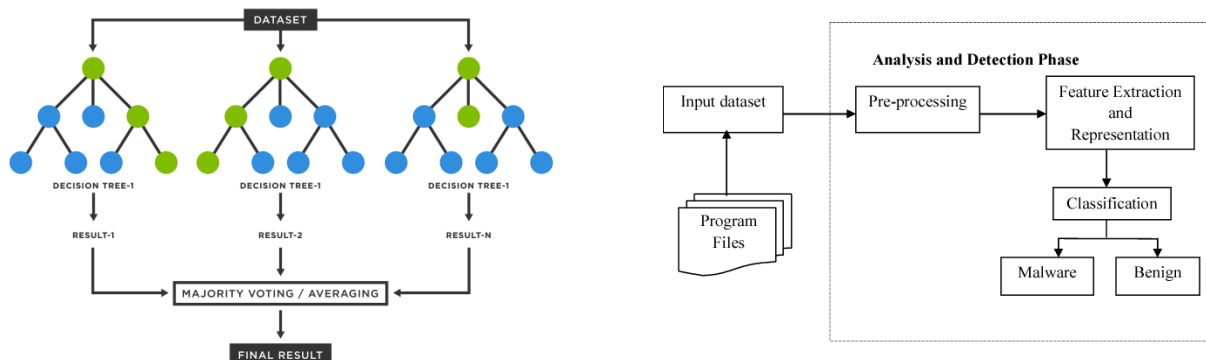 DATASET
DECISION TREE-1
DECISION TREE-1
DECISION TREE-1
RESULT-1
RESULT-2
RESULT-N
MAJORITY VOTING / AVERAGING
FINAL RESULT
Analysis and Detection Phase
Input dataset
Pre-processing
Feature Extraction
and
Representation
Program
Files
Classification
Malware
Benign